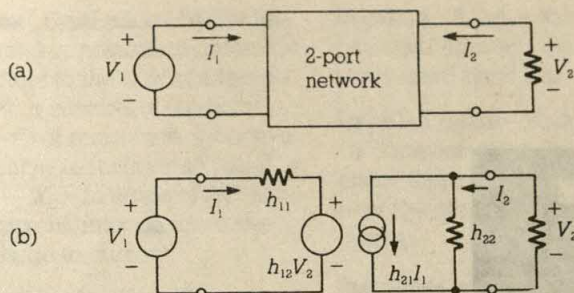 (a)
+
V1
−
I1
2-port
network
I2
+
V2
−
(b)
+
V1
−
I1
h11
+
−
h12V2
h21I1
h22
I2
+
V2
−